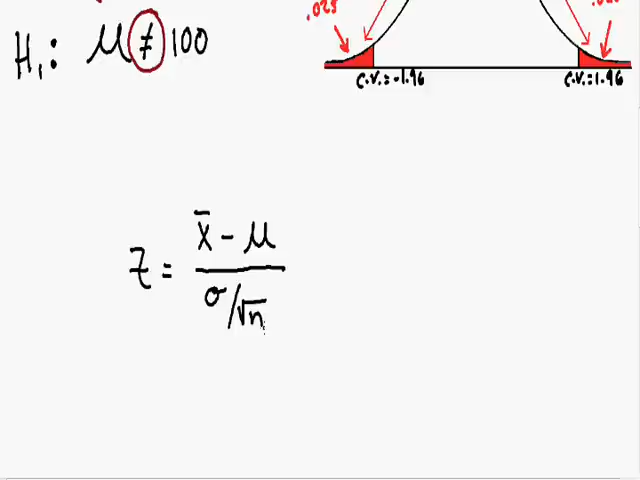 .025
H₁: μ ≠ 100
C.V.=-1.96 C.V.=1.96
z = x̄ - μ
σ/√n